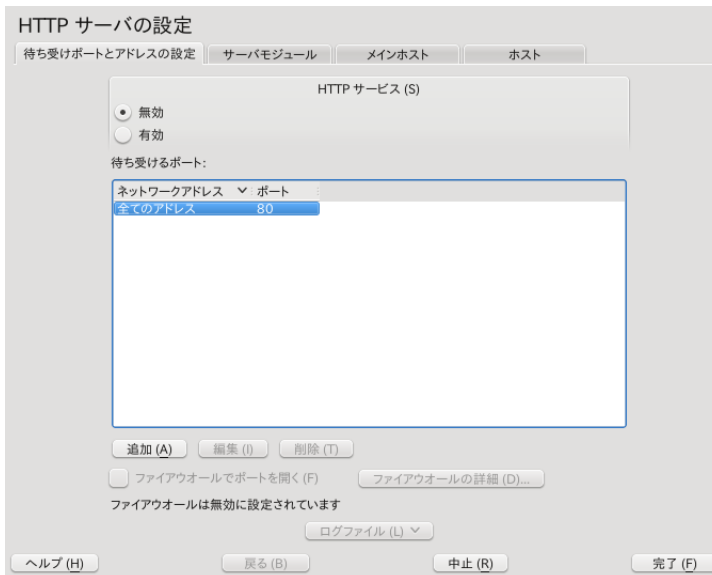 HTTP サーバの設定
待ち受けポートとアドレスの設定 サーバモジュール メインホスト ホスト
HTTP サービス (S)
無効
有効
待ち受けるポート:
ネットワークアドレス ポート
全てのアドレス 80
追加 (A) 編集 (I) 削除 (T)
ファイアウオールでポートを開く (F) ファイアウオールの詳細 (D)...
ファイアウオールは無効に設定されています
ログファイル (L)
ヘルプ (H) 戻る (B) 中止 (R) 完了 (F)